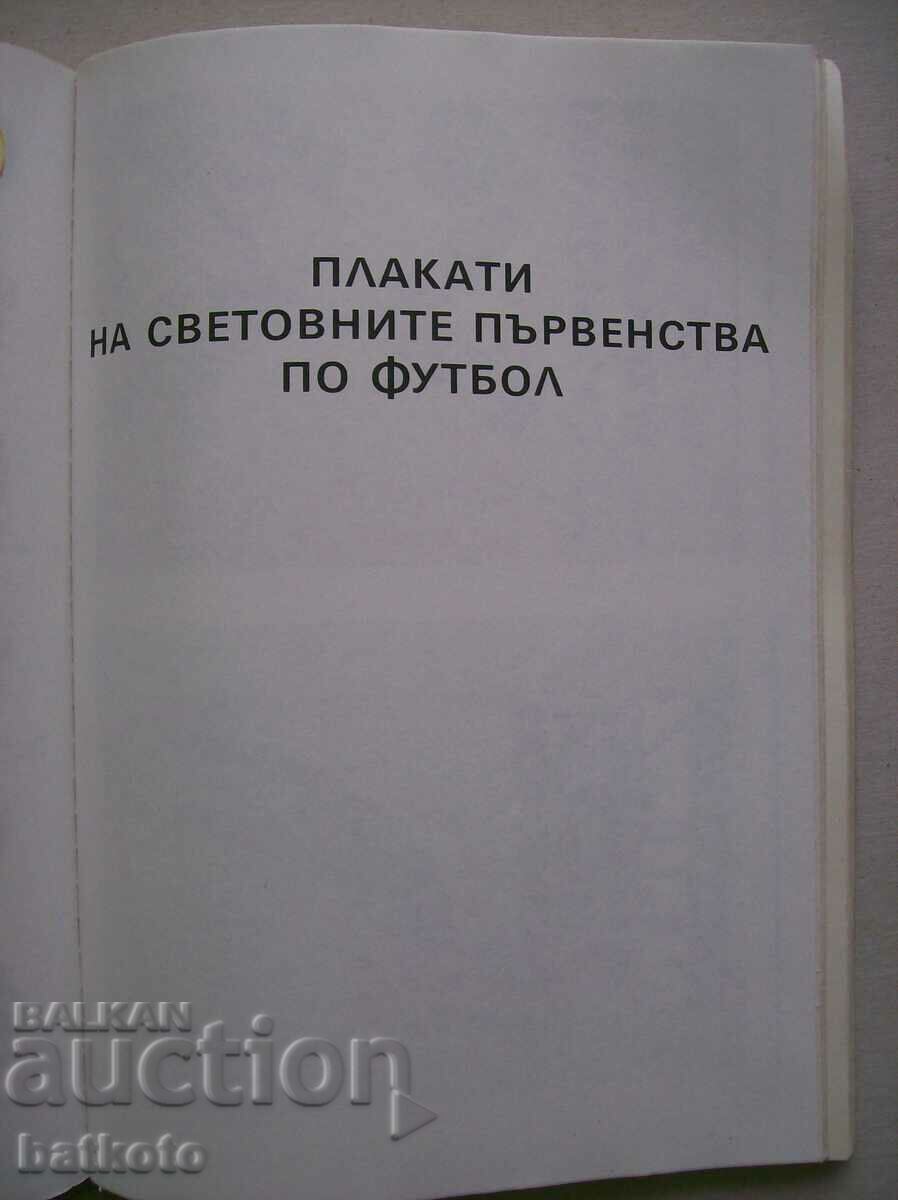 ПЛАКАТИ
НА СВЕТОВНИТЕ ПЪРВЕНСТВА
ПО ФУТБОЛ
BALKAN
auction
batkoto